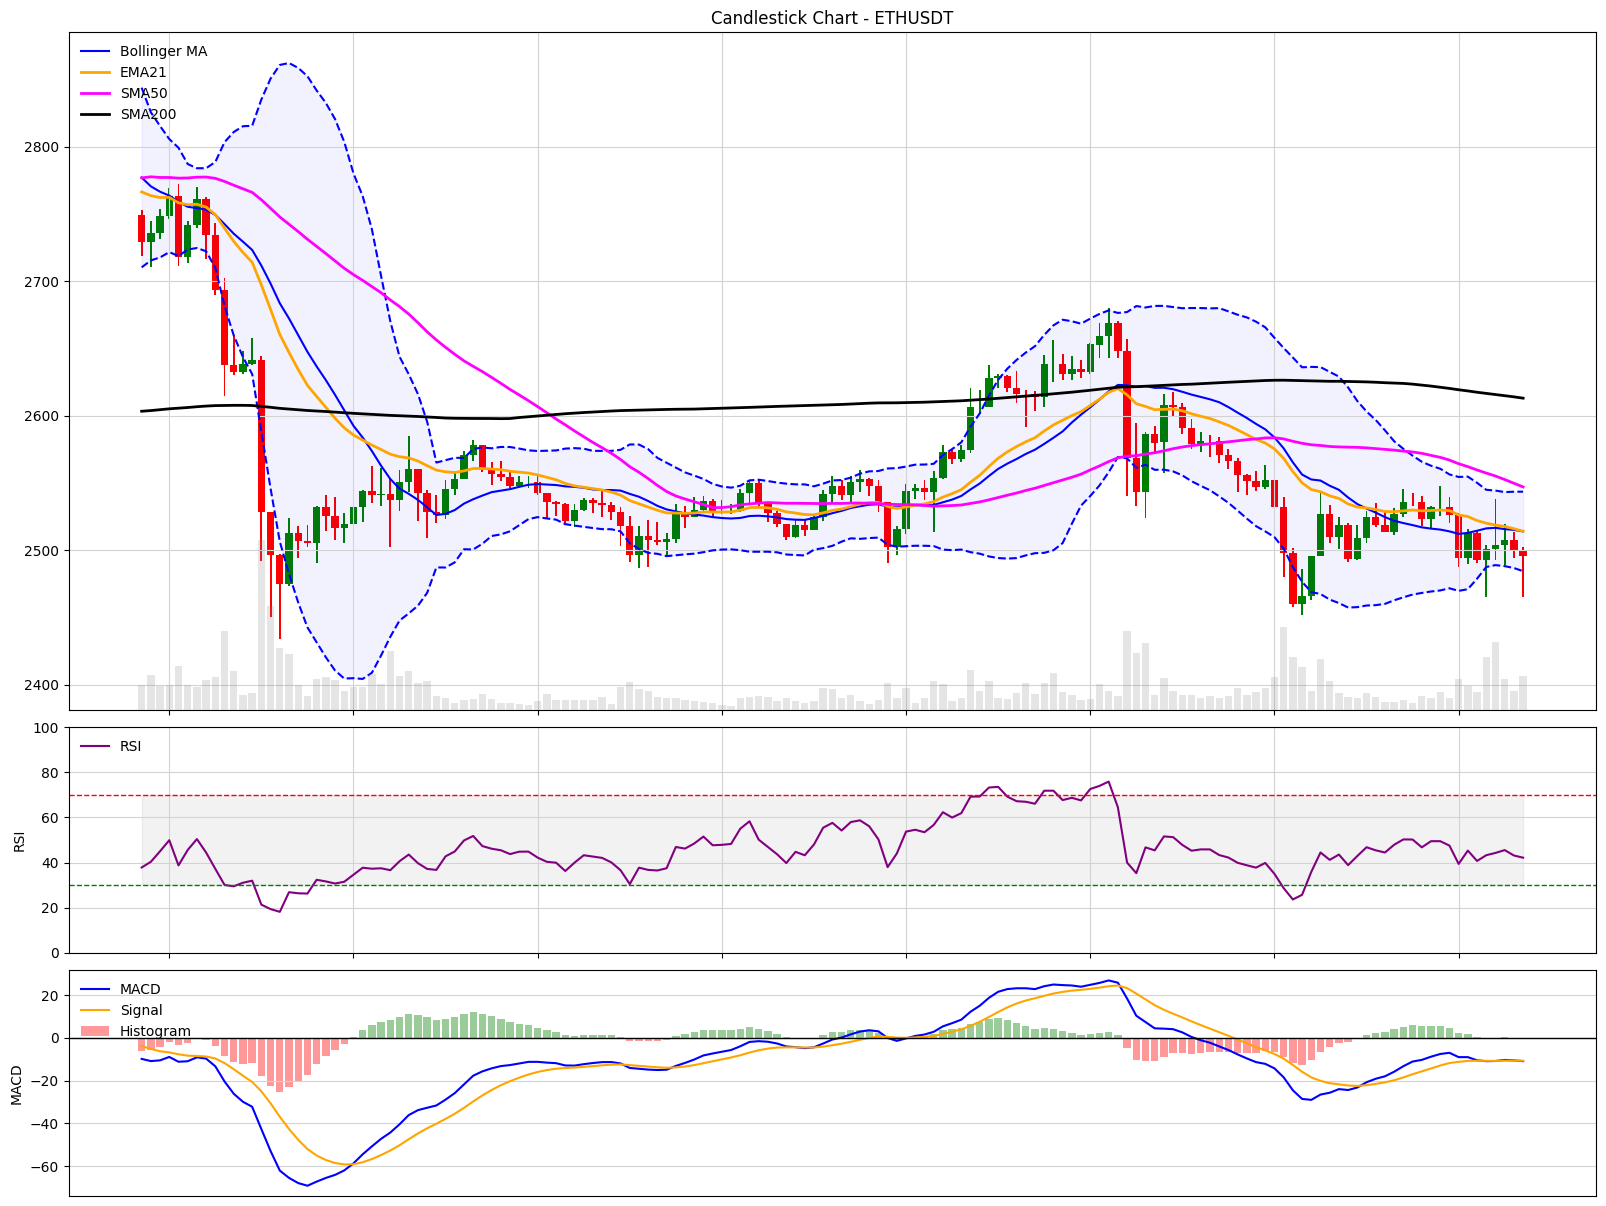 Candlestick Chart - ETHUSDT
Bollinger MA
EMA21
SMA50
SMA200
2800
2700
2600
2500
2400
RSI
RSI
100
80
60
40
20
0
MACD
Signal
Histogram
MACD
20
0
−20
−40
−60